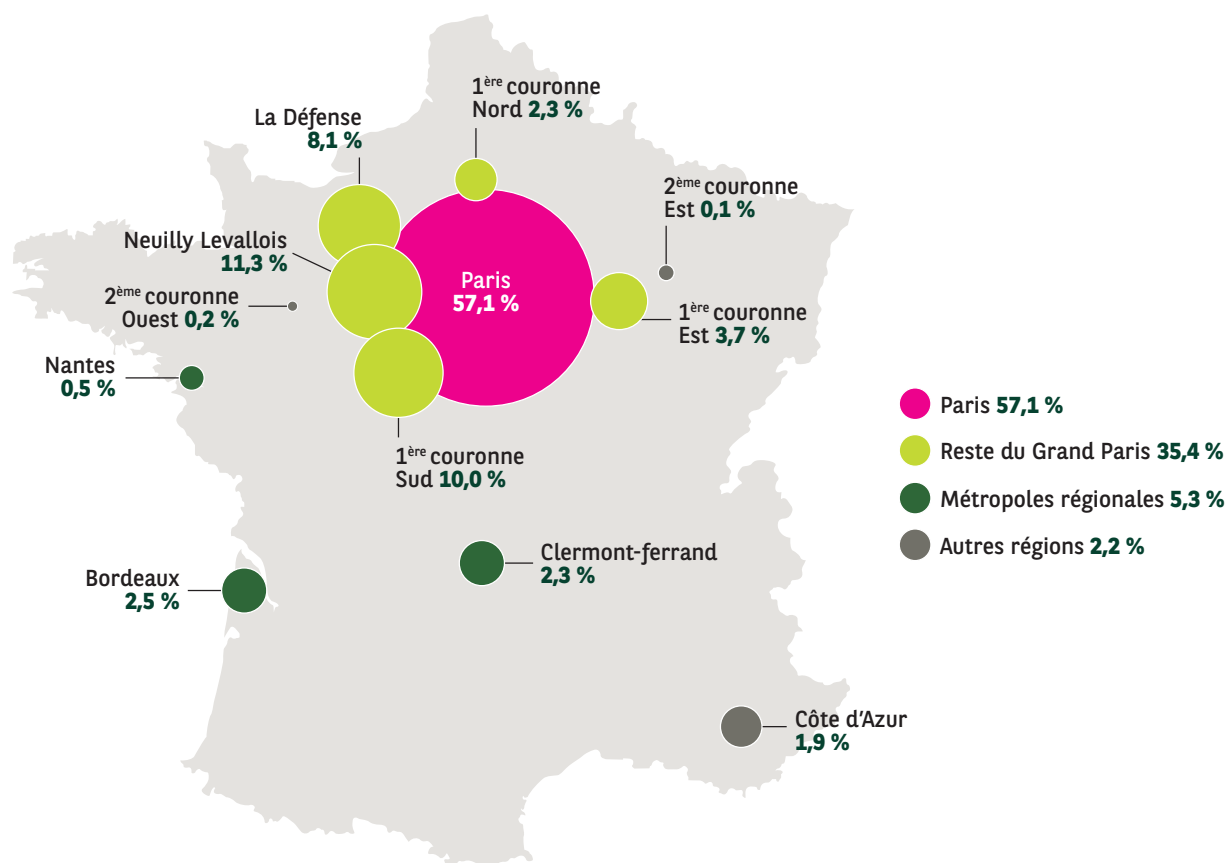 1ère couronne
Nord 2,3 %
La Défense
8,1 %
2ème couronne
Est 0,1 %
Neuilly Levallois
11,3 %
Paris
57,1 %
2ème couronne
Ouest 0,2 %
1ère couronne
Est 3,7 %
Nantes
0,5 %
1ère couronne
Sud 10,0 %
Paris 57,1 %
Reste du Grand Paris 35,4 %
Métropoles régionales 5,3 %
Autres régions 2,2 %
Clermont-ferrand
2,3 %
Bordeaux
2,5 %
Côte d'Azur
1,9 %